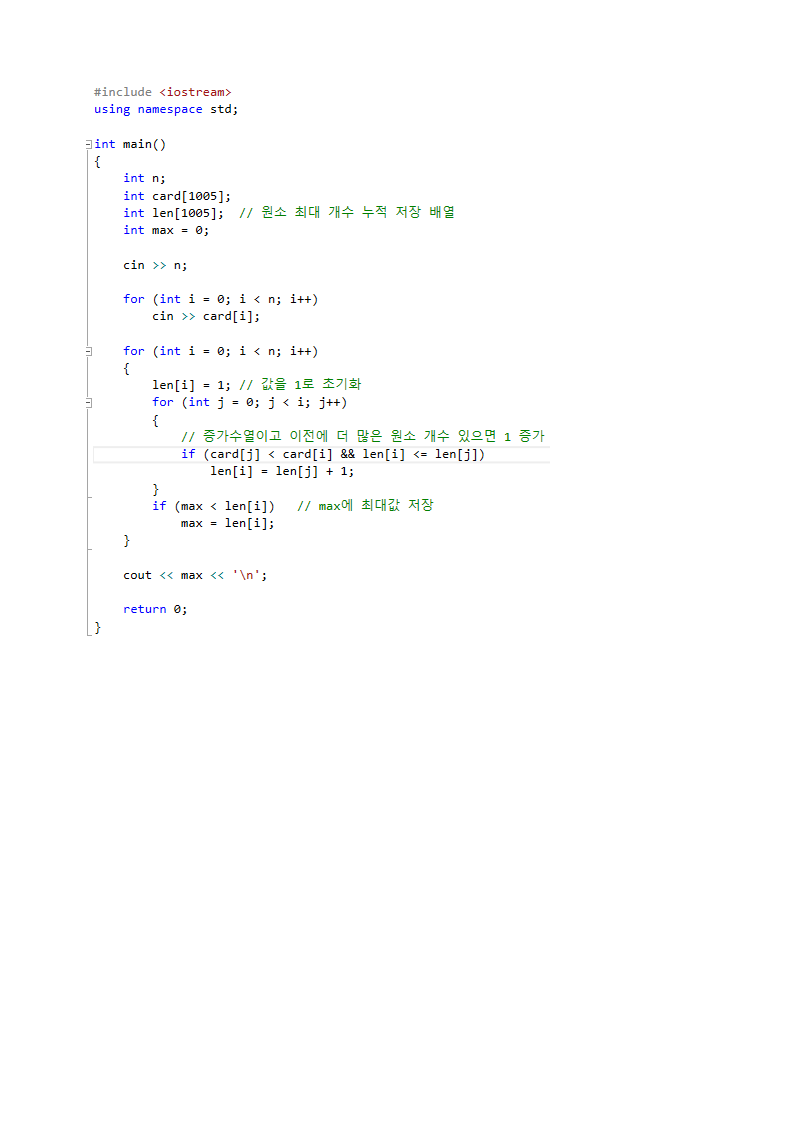 #include <iostream>
using namespace std;
int main()
{
int n;
int card[1005];
int len[1005];  // 원소 최대 개수 누적 저장 배열
int max = 0;
cin >> n;
for (int i = 0; i < n; i++)
cin >> card[i];
for (int i = 0; i < n; i++)
{
len[i] = 1; // 값을 1로 초기화
for (int j = 0; j < i; j++)
{
// 증가수열이고 이전에 더 많은 원소 개수 있으면 1 증가
if (card[j] < card[i] && len[i] <= len[j])
len[i] = len[j] + 1;
}
if (max < len[i])   // max에 최대값 저장
max = len[i];
}
cout << max << '\n';
return 0;
}